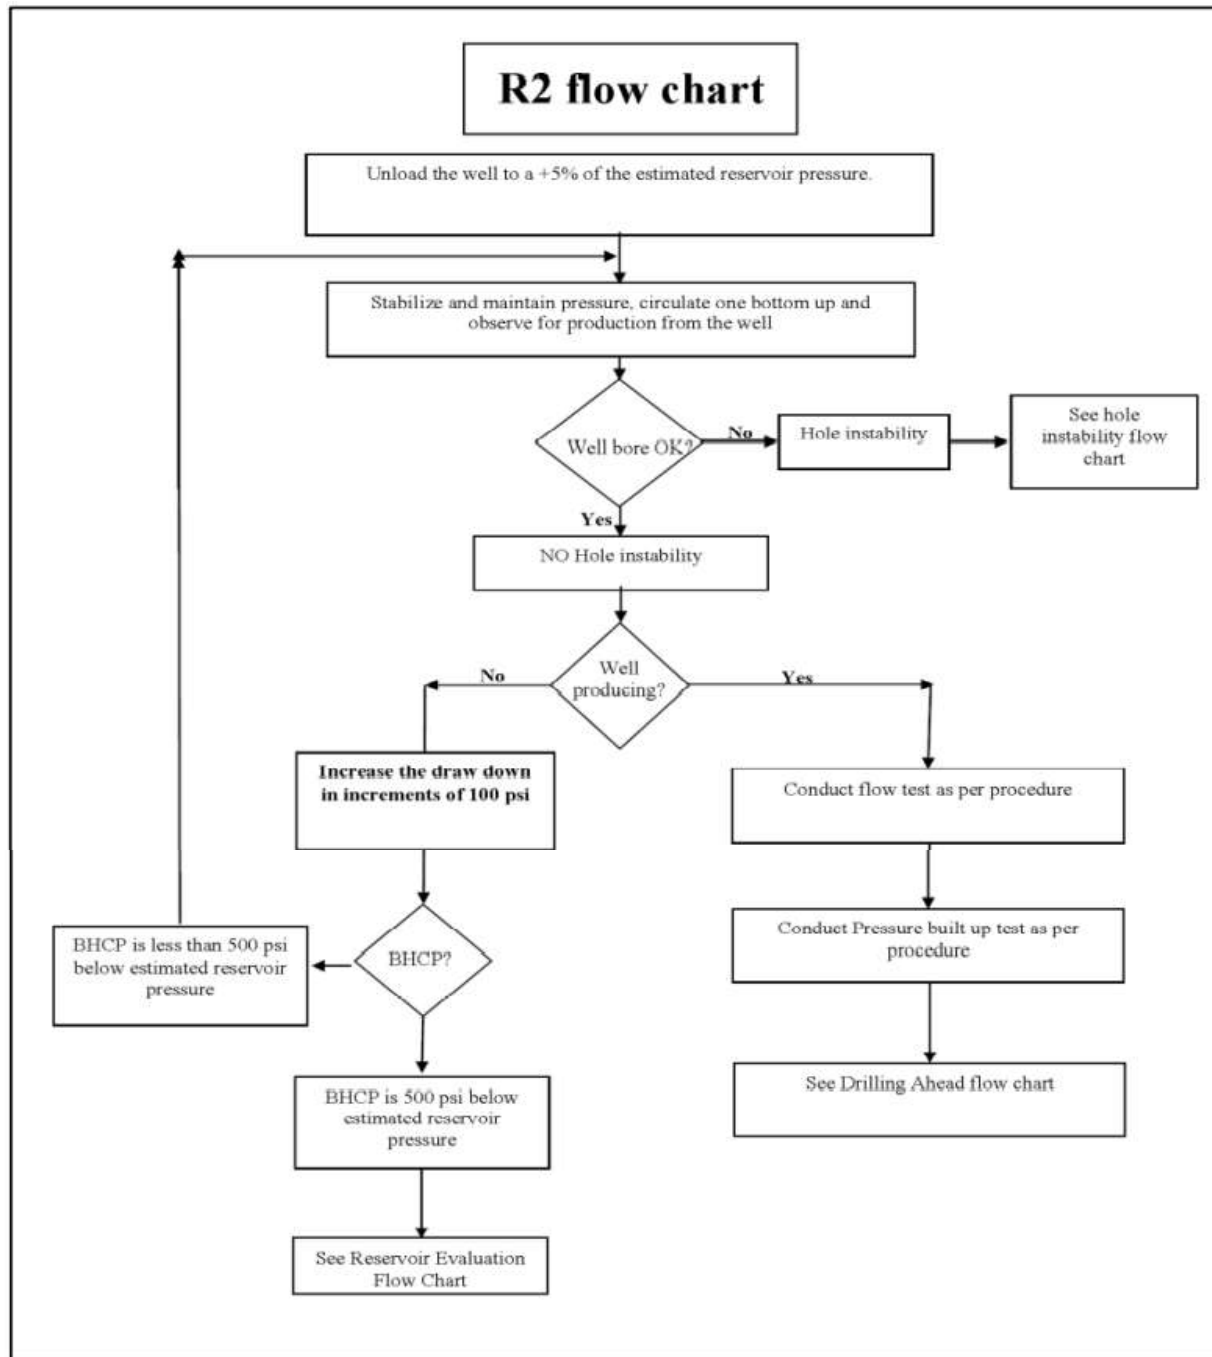 R2 flow chart
Unload the well to a +5% of the estimated reservoir pressure.
Stabilize and maintain pressure, circulate one bottom up and
observe for production from the well
Well bore OK?
No
Hole instability
See hole
instability flow
chart
Yes
NO Hole instability
Well
producing?
No
Yes
Increase the draw down
in increments of 100 psi
Conduct flow test as per procedure
BHCP?
BHCP is less than 500 psi
below estimated reservoir
pressure
Conduct Pressure built up test as per
procedure
BHCP is 500 psi below
estimated reservoir
pressure
See Drilling Ahead flow chart
See Reservoir Evaluation
Flow Chart